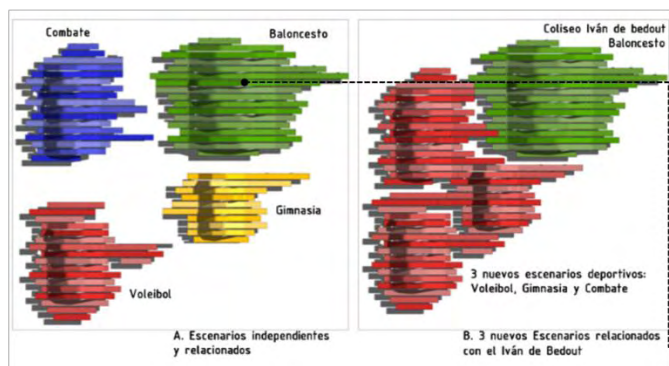 Combate
Baloncesto
Gimnasia
Voleibol
A. Escenarios independientes
y relacionados
Coliseo Iván de bedout
Baloncesto
3 nuevos escenarios deportivos:
Voleibol, Gimnasia y Combate
B. 3 nuevos Escenarios relacionados
con el Iván de Bedout